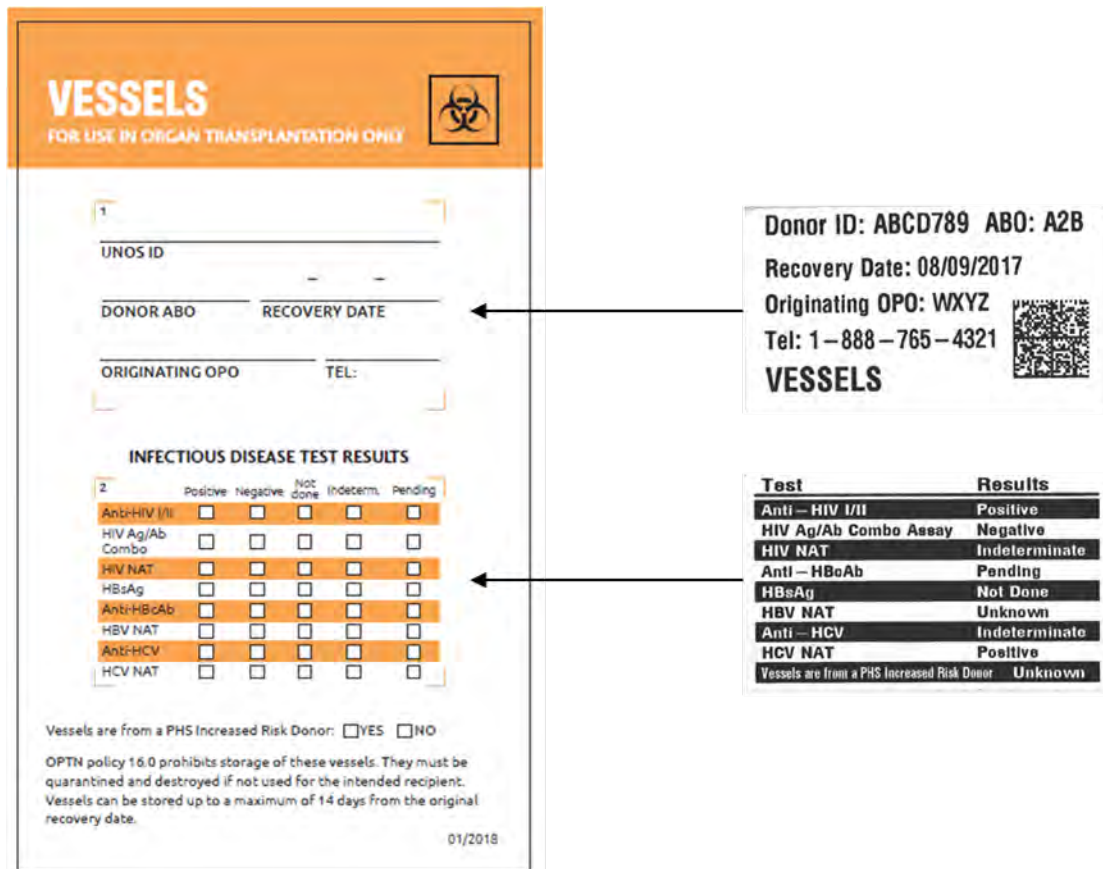 VESSELS
FOR USE IN ORGAN TRANSPLANTATION ONLY
1
UNOS ID
– –
DONOR ABO RECOVERY DATE
ORIGINATING OPO TEL:
INFECTIOUS DISEASE TEST RESULTS
2 Positive Negative Not done Indeterm. Pending
Anti-HIV I/II
HIV Ag/Ab
Combo
HIV NAT
HBsAg
Anti-HBcAb
HBV NAT
Anti-HCV
HCV NAT
Vessels are from a PHS Increased Risk Donor: YES NO
OPTN policy 16.0 prohibits storage of these vessels. They must be
quarantined and destroyed if not used for the intended recipient.
Vessels can be stored up to a maximum of 14 days from the original
recovery date.
01/2018
Donor ID: ABCD789 ABO: A2B
Recovery Date: 08/09/2017
Originating OPO: WXYZ
Tel: 1-888-765-4321
VESSELS
Test Results
Anti – HIV I/II Positive
HIV Ag/Ab Combo Assay Negative
HIV NAT Indeterminate
Anti – HBcAb Pending
HBsAg Not Done
HBV NAT Unknown
Anti – HCV Indeterminate
HCV NAT Positive
Vessels are from a PHS Increased Risk Donor Unknown